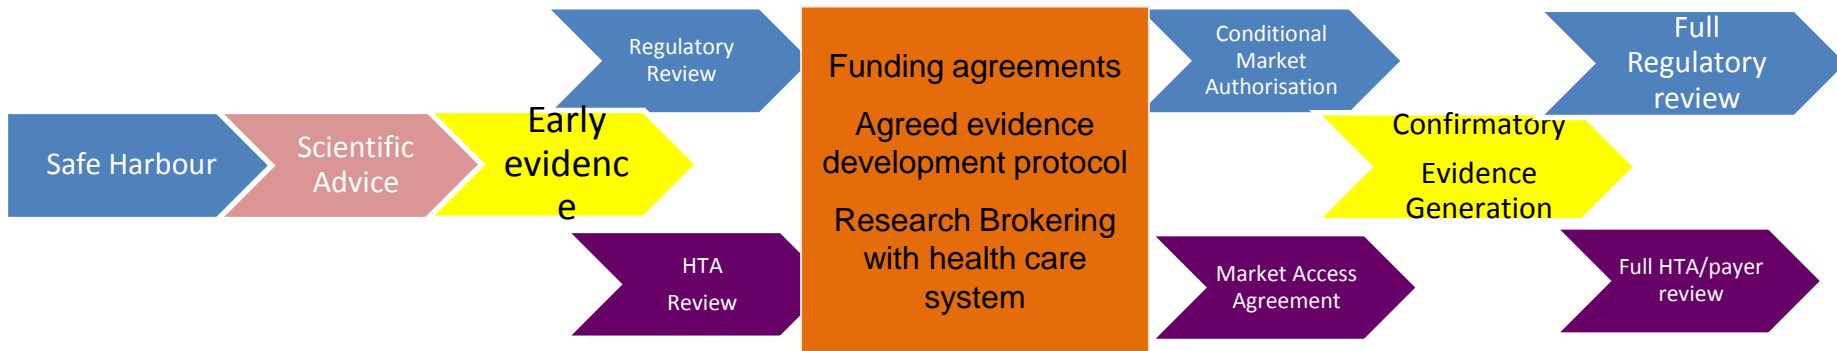 Safe Harbour
Scientific
Advice
Early
evidenc
e
Regulatory
Review
HTA
Review
Funding agreements
Agreed evidence
development protocol
Research Brokering
with health care
system
Conditional
Market
Authorisation
Market Access
Agreement
Confirmatory
Evidence
Generation
Full
Regulatory
review
Full HTA/payer
review